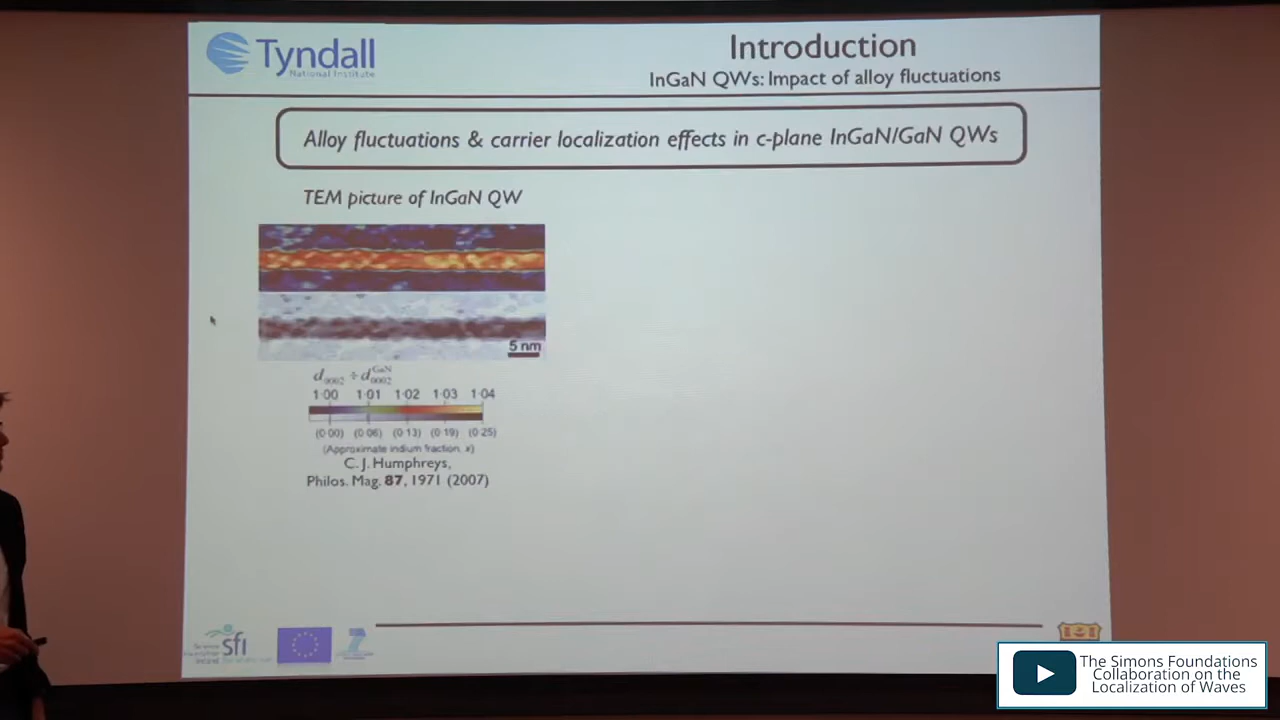 Tyndall
National Institute
Introduction
InGaN QWs: Impact of alloy fluctuations
Alloy fluctuations & carrier localization effects in c-plane InGaN/GaN QWs
TEM picture of InGaN QW
5 nm
d0002 ÷ dGaN0002
1·00 1·01 1·02 1·03 1·04
(0·00) (0·06) (0·13) (0·19) (0·25)
(Approximate indium fraction, x)
C. J. Humphreys,
Philos. Mag. 87, 1971 (2007)
sfi
7
The Simons Foundations
Collaboration on the
Localization of Waves